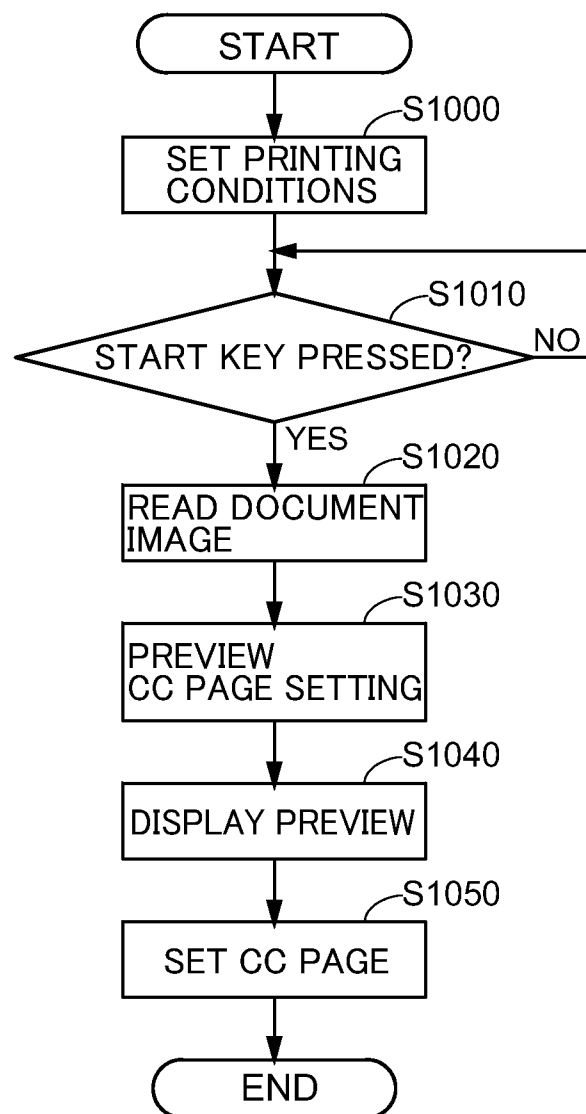 START
S1000
SET PRINTING
CONDITIONS
S1010
START KEY PRESSED?
NO
YES
S1020
READ DOCUMENT
IMAGE
S1030
PREVIEW
CC PAGE SETTING
S1040
DISPLAY PREVIEW
S1050
SET CC PAGE
END